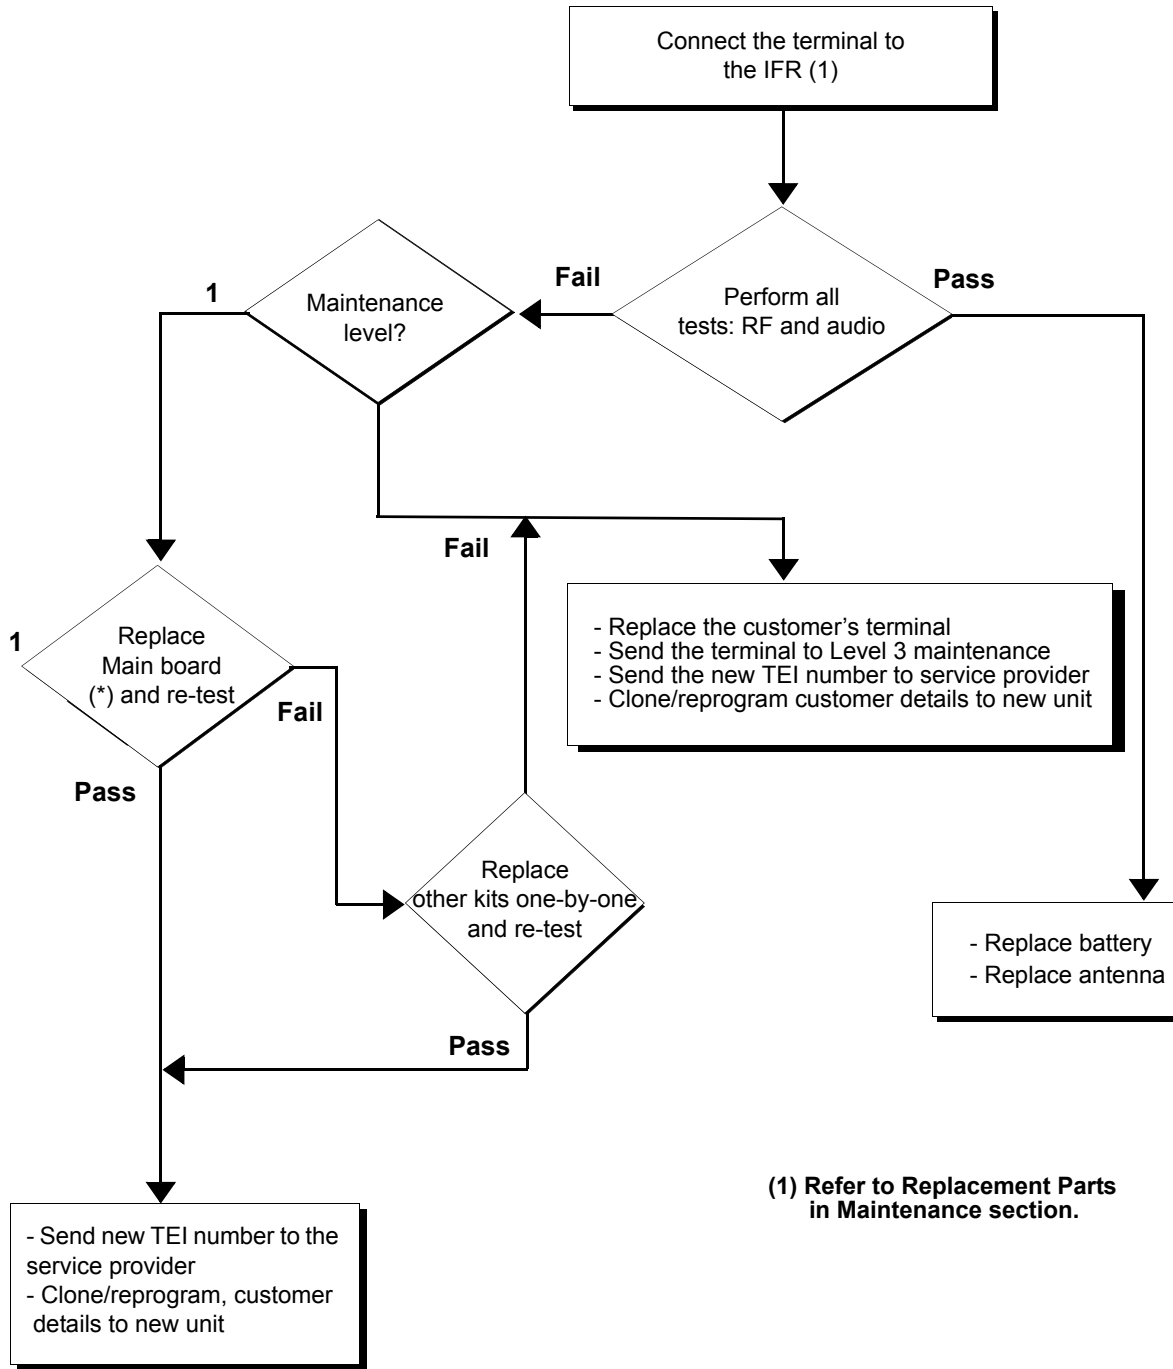 Connect the terminal to
the IFR (1)
Fail
Pass
1
Maintenance
level?
Perform all
tests: RF and audio
Fail
1
Replace
Main board
(*) and re-test
Fail
Pass
- Replace the customer’s terminal
- Send the terminal to Level 3 maintenance
- Send the new TEI number to service provider
- Clone/reprogram customer details to new unit
Replace
other kits one-by-one
and re-test
Pass
- Replace battery
- Replace antenna
(1) Refer to Replacement Parts
in Maintenance section.
- Send new TEI number to the
service provider
- Clone/reprogram, customer
details to new unit